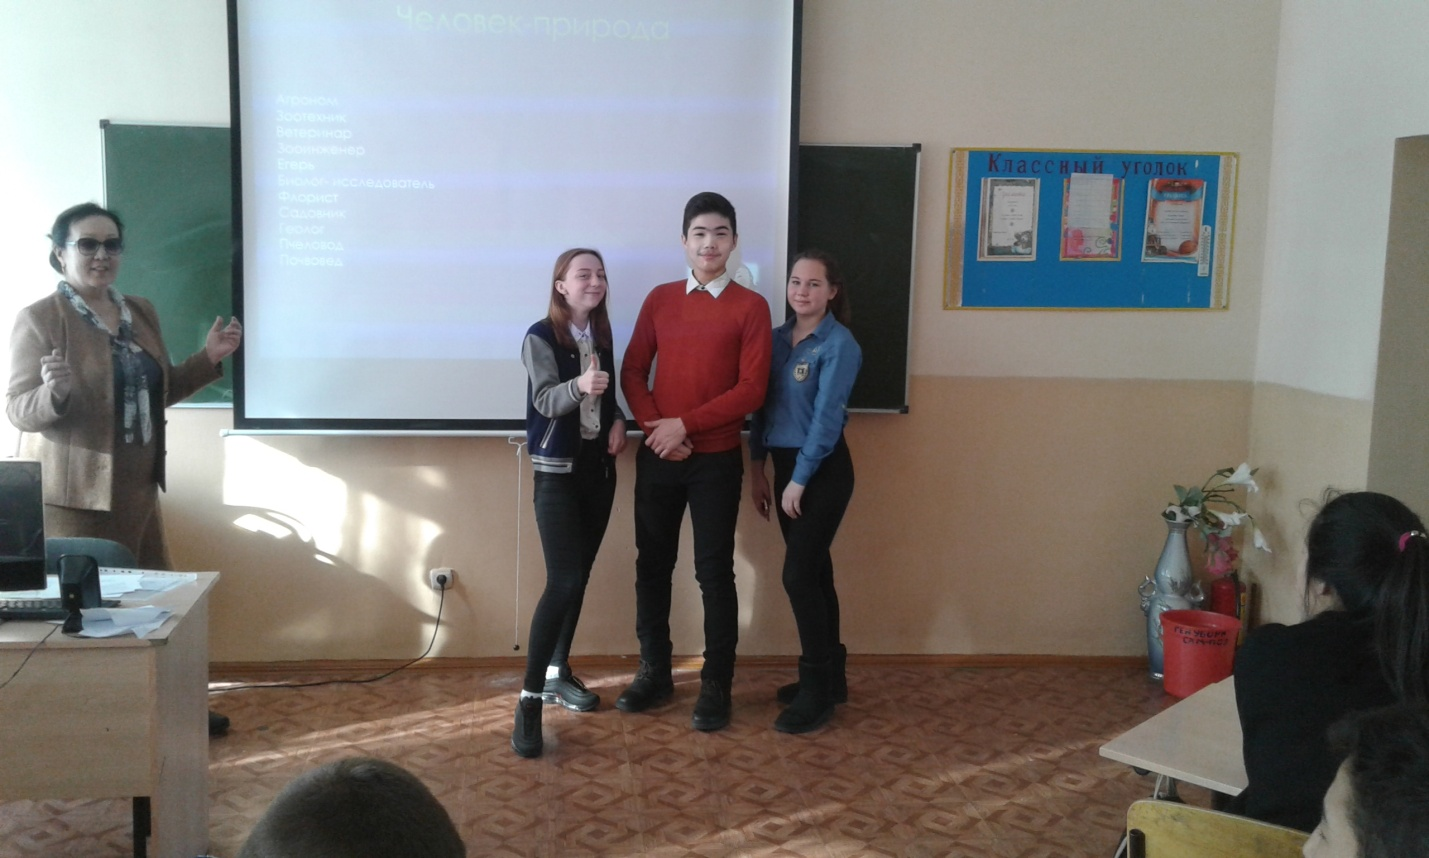 Человек-природа
Агроном
Зоотехник
Ветеринар
Зооинженер
Егерь
Биолог-исследователь
Флорист
Садовник
Геолог
Пчеловод
Почвовед
Классный уголок